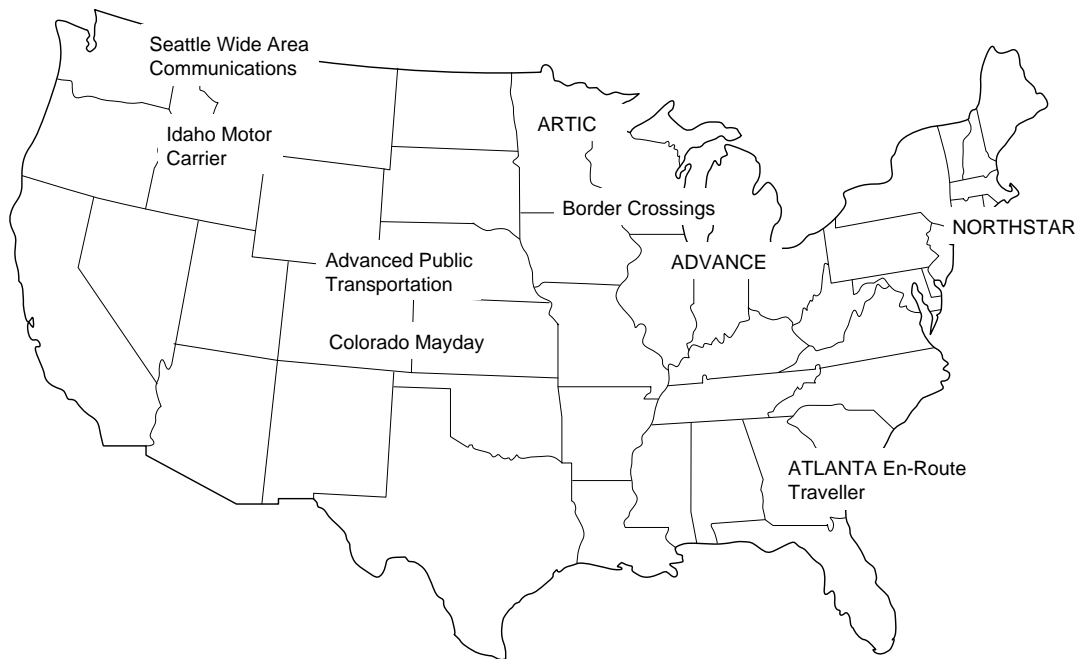 Seattle Wide Area
Communications
ARTIC
Idaho Motor
Carrier
Border Crossings
NORTHSTAR
Advanced Public
Transportation
ADVANCE
Colorado Mayday
ATLANTA En-Route
Traveller